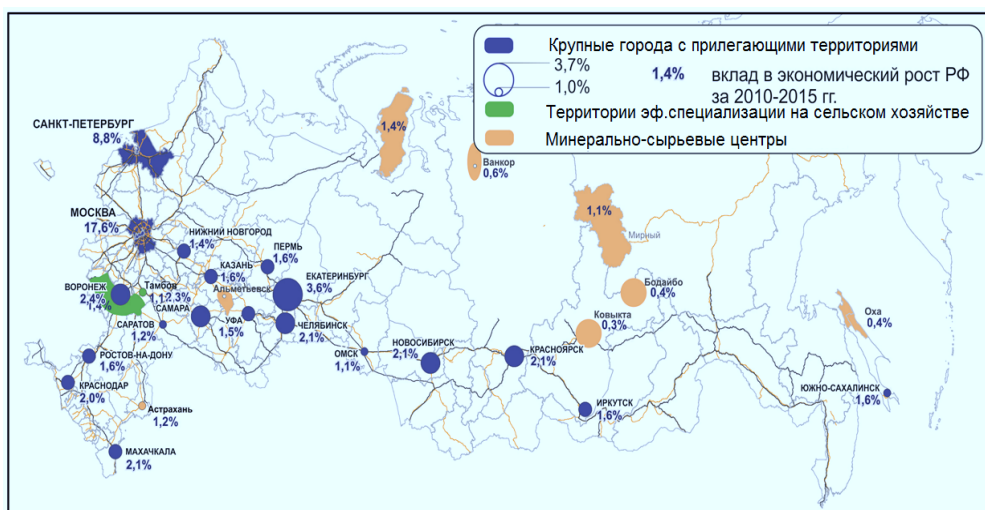 Крупные города с прилегающими территориями
3,7%
1,0%
1,4%
вклад в экономический рост РФ
за 2010-2015 гг.
Территории эф.специализации на сельском хозяйстве
Минерально-сырьевые центры
САНКТ-ПЕТЕРБУРГ
8,8%
1,4%
Ванкор
0,6%
МОСКВА
17,6%
1,1%
Мирный
НИЖНИЙ НОВГОРОД
1,4%
ПЕРМЬ
1,6%
КАЗАНЬ
1,6%
ЕКАТЕРИНБУРГ
3,6%
Бодайбо
0,4%
ВОРОНЕЖ
2,4%
1,4%
Тамбов
1,1%
2,3%
Альметьевск
САМАРА
УФА
1,5%
ЧЕЛЯБИНСК
2,1%
Ковыкта
0,3%
Оха
0,4%
САРАТОВ
1,2%
ОМСК
1,1%
НОВОСИБИРСК
2,1%
КРАСНОЯРСК
2,1%
РОСТОВ-НА-ДОНУ
1,6%
КРАСНОДАР
2,0%
Астрахань
1,2%
ИРКУТСК
1,6%
ЮЖНО-САХАЛИНСК
1,6%
МАХАЧКАЛА
2,1%